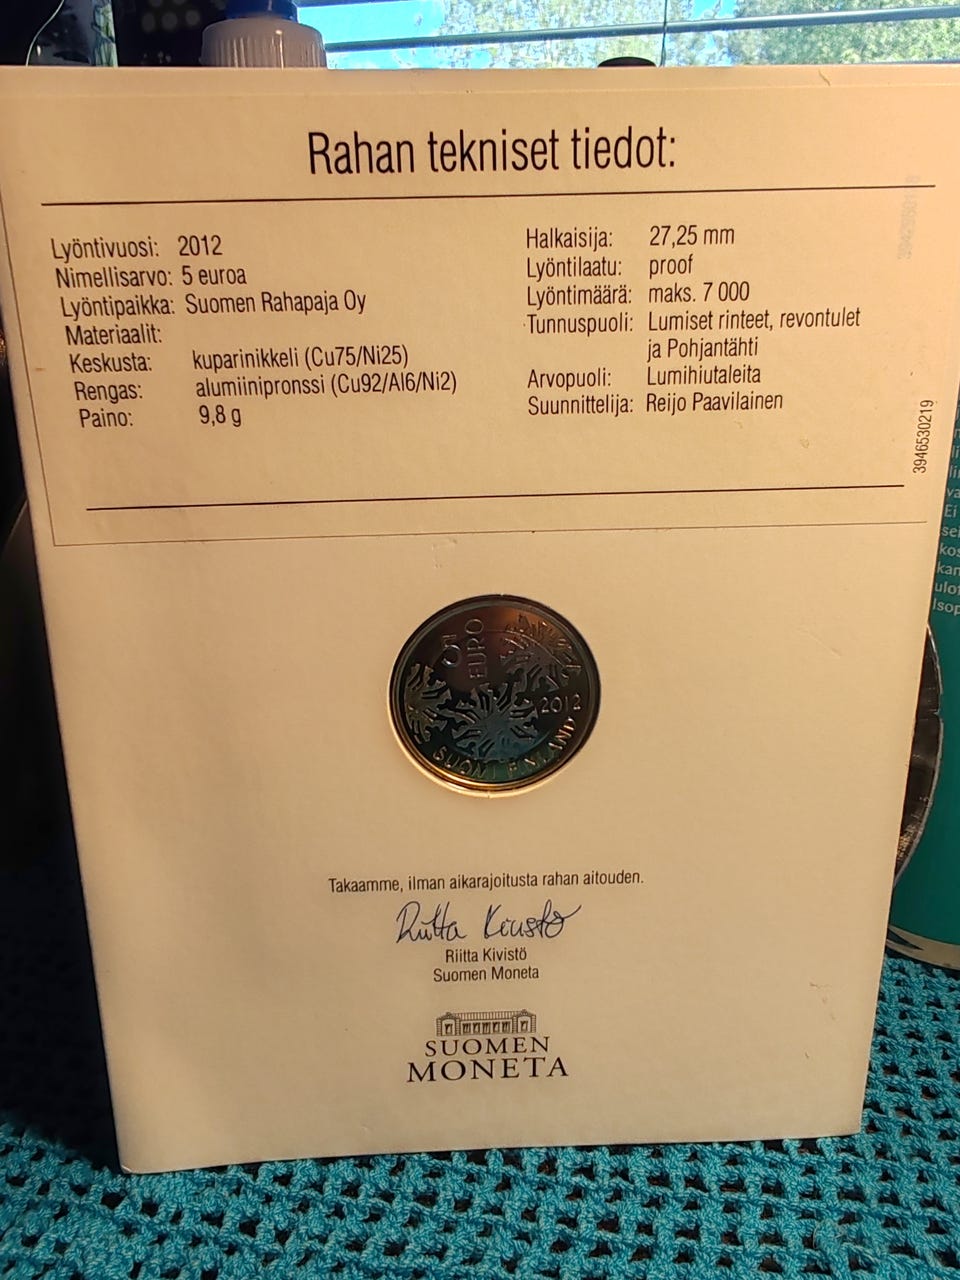 Rahan tekniset tiedot:
Lyöntivuosi: 2012
Nimellisarvo: 5 euroa
Lyöntipaikka: Suomen Rahapaja Oy
Materiaalit:
Keskusta: kuparinikkeli (Cu75/Ni25)
Rengas: alumiinipronssi (Cu92/Al6/Ni2)
Paino: 9,8 g
Halkaisija: 27,25 mm
Lyöntilaatu: proof
Lyöntimäärä: maks. 7 000
Tunnuspuoli: Lumiset rinteet, revontulet
ja Pohjantähti
Arvopuoli: Lumihiutaleita
Suunnittelija: Reijo Paavilainen
3946530219
5
EURO
2012
SUOMI FINLAND
Takaamme, ilman aikarajoitusta rahan aitouden.
Riitta Kivistö
Riitta Kivistö
Suomen Moneta
SUOMEN
MONETA